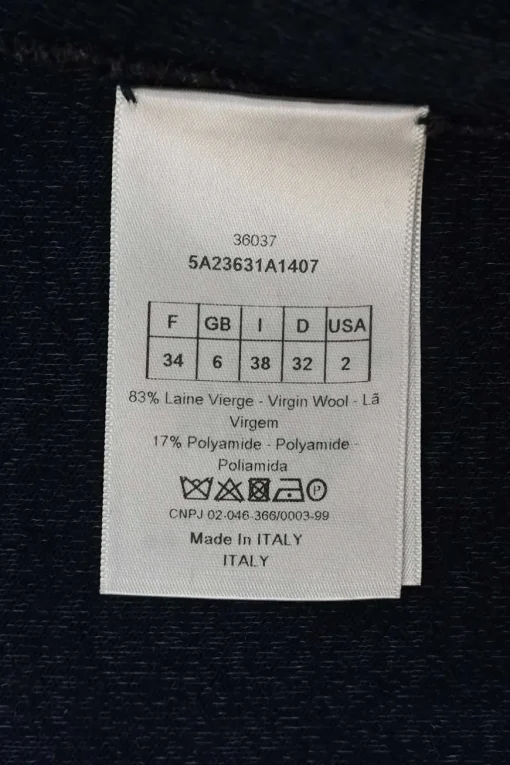 36037
5A23631A1407
F GB I D USA
34 6 38 32 2
83% Laine Vierge - Virgin Wool - Lã
Virgem
17% Polyamide - Polyamide -
Poliamida
P
CNPJ 02-046-366/0003-99
Made In ITALY
ITALY